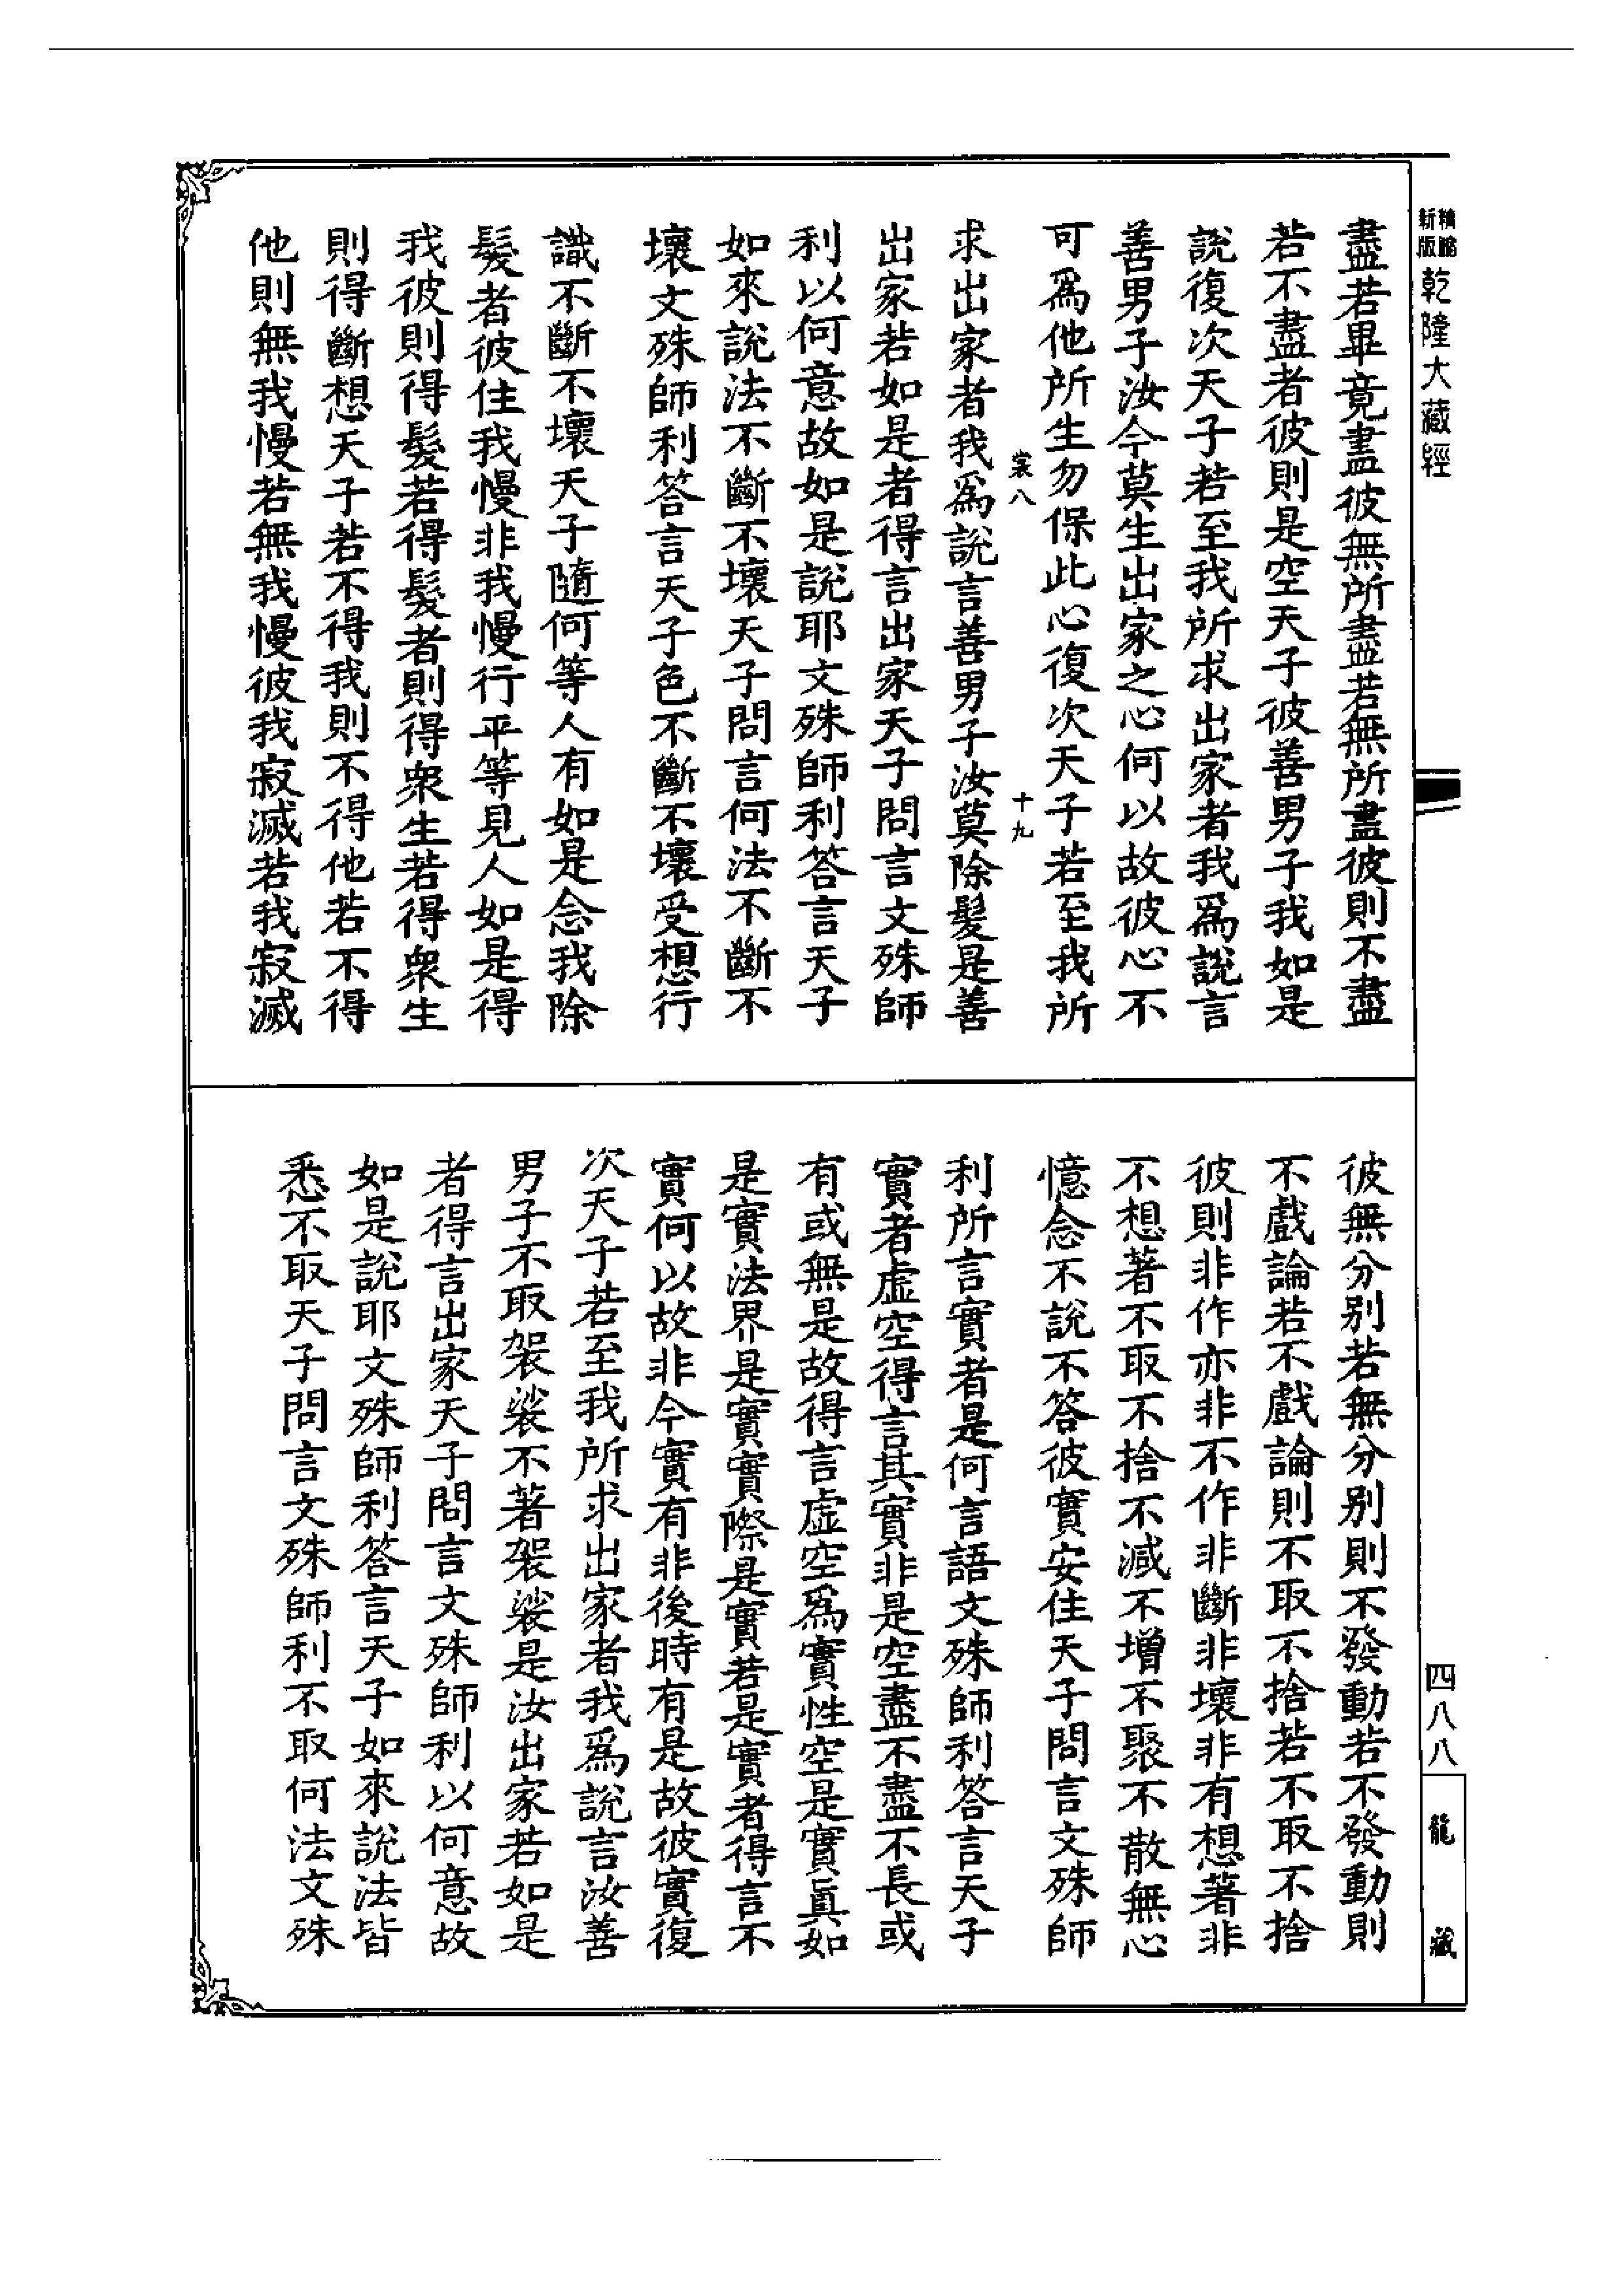 新版精縮乾隆大藏經
四八八
龍藏
盡若畢竟盡彼無所盡若無所盡彼則不盡
若不盡者彼則是空天子彼善男子我如是
說復次天子若至我所求出家者我為說言
善男子汝今莫生出家之心何以故彼心不
可為他所生勿保此心復次天子若至我所
裳八
十九
求出家者我為說言善男子汝莫除髮是善
出家若如是者得言出家天子問言文殊師
利以何意故如是說耶文殊師利答言天子
如來說法不斷不壞天子問言何法不斷不
壞文殊師利答言天子色不斷不壞受想行
識不斷不壞天子隨何等人有如是念我除
髮者彼住我慢非我慢行平等見人如是得
我彼則得髮若得髮者則得衆生若得衆生
則得斷想天子若不得我則不得他若不得
他則無我慢若無我慢彼我寂滅若我寂滅
彼無分別若無分別則不發動若不發動則
不戲論若不戲論則不取不捨若不取不捨
彼則非作亦非不作非斷非壞非有想著非
不想著不取不捨不減不增不聚不散無心
憶念不說不答彼實安住天子問言文殊師
利所言實者是何言語文殊師利答言天子
實者虛空得言其實非是空盡不盡不長或
有或無是故得言虛空為實性空是實真如
是實法界是實實際是實若是實者得言不
實何以故非今實有非後時有是故彼實復
次天子若至我所求出家者我為說言汝善
男子不取袈裟不著袈裟是汝出家若如是
者得言出家天子問言文殊師利以何意故
如是說耶文殊師利答言天子如來說法皆
悉不取天子問言文殊師利不取何法文殊